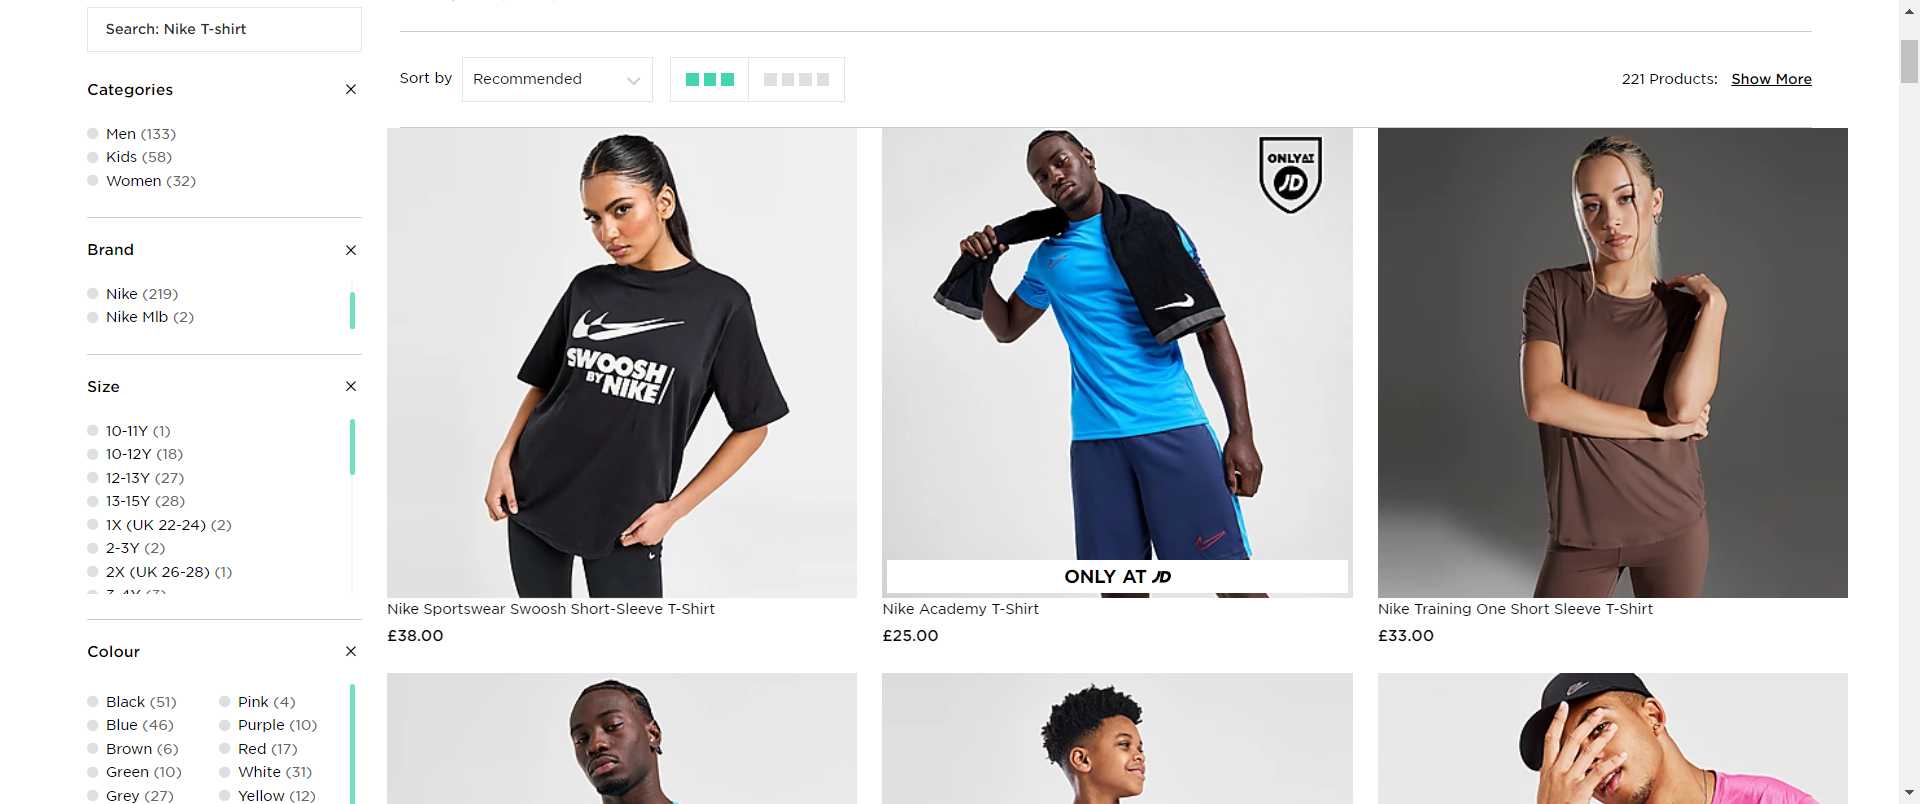 Search: Nike T-shirt
Categories
Men (133)
Kids (58)
Women (32)
Brand
Nike (219)
Nike Mlb (2)
Size
10-11Y (1)
10-12Y (18)
12-13Y (27)
13-15Y (28)
1X (UK 22-24) (2)
2-3Y (2)
2X (UK 26-28) (1)
Colour
Black (51)
Blue (46)
Brown (6)
Green (10)
Grey (27)
Pink (4)
Purple (10)
Red (17)
White (31)
Yellow (12)
Sort by
Recommended
221 Products: Show More
SWOOSH
BY NIKE
Nike Sportswear Swoosh Short-Sleeve T-Shirt
£38.00
ONLY AT
JD
ONLY AT JD
Nike Academy T-Shirt
£25.00
Nike Training One Short Sleeve T-Shirt
£33.00